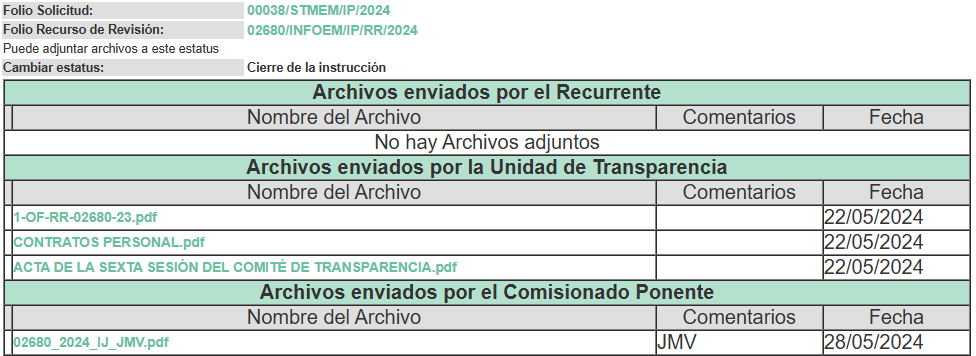 Folio Solicitud: 00038/STMEM/IP/2024
Folio Recurso de Revisión: 02680/INFOEM/IP/RR/2024
Puede adjuntar archivos a este estatus
Cambiar estatus: Cierre de la instrucción
Archivos enviados por el Recurrente
Nombre del Archivo Comentarios Fecha
No hay Archivos adjuntos
Archivos enviados por la Unidad de Transparencia
Nombre del Archivo Comentarios Fecha
1-OF-RR-02680-23.pdf 22/05/2024
CONTRATOS PERSONAL.pdf 22/05/2024
ACTA DE LA SEXTA SESIÓN DEL COMITÉ DE TRANSPARENCIA.pdf 22/05/2024
Archivos enviados por el Comisionado Ponente
Nombre del Archivo Comentarios Fecha
02680_2024_IJ_JMV.pdf JMV 28/05/2024